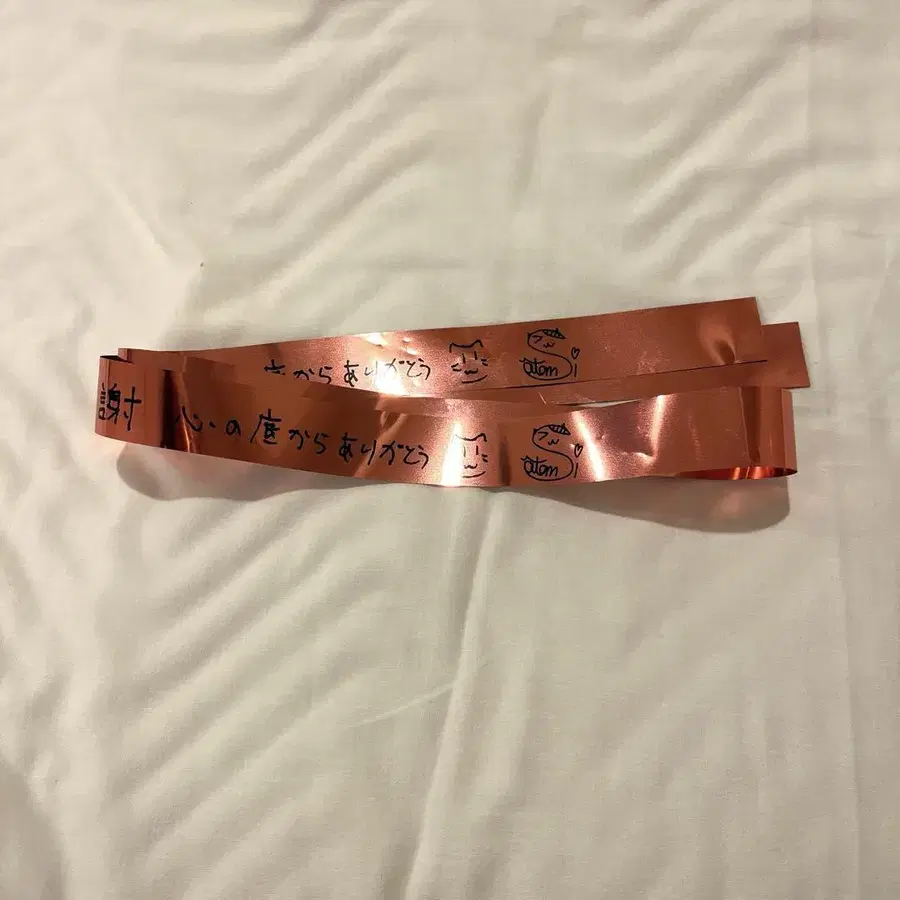 からありがとう
atom
謝
心の底からありがとう
atom